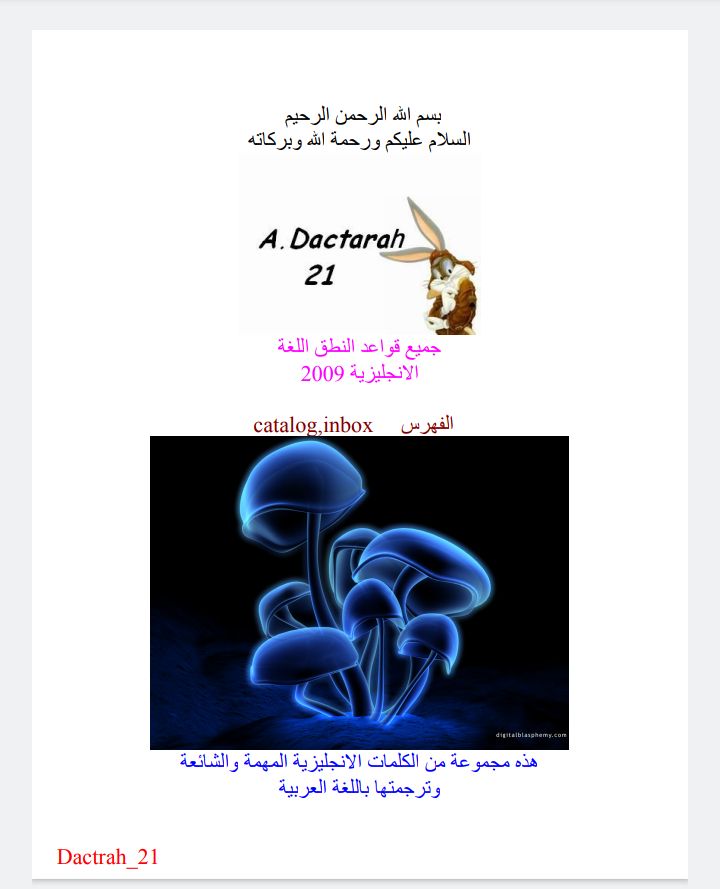 بسم الله الرحمن الرحيم
السلام عليكم ورحمة الله وبركاته
A.Dactarah
21
جميع قواعد النطق اللغة
الانجليزية 2009
الفهرس catalog,inbox
digitalblasphemy.com
هذه مجموعة من الكلمات الانجليزية المهمة والشائعة
وترجمتها باللغة العربية
Dactrah_21